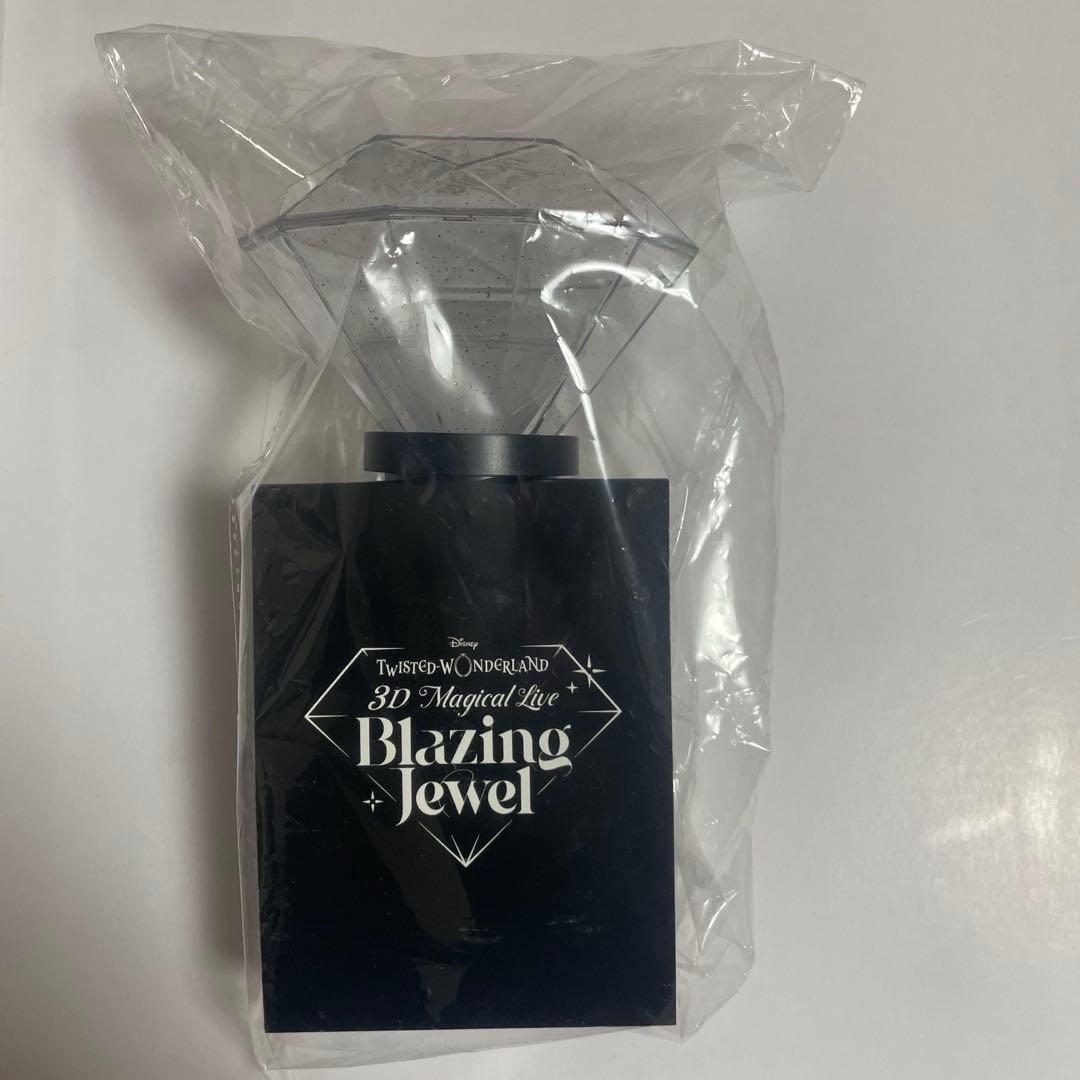 Disney
TWISTED-WONDERLAND
3D Magical Live
Blazing
Jewel